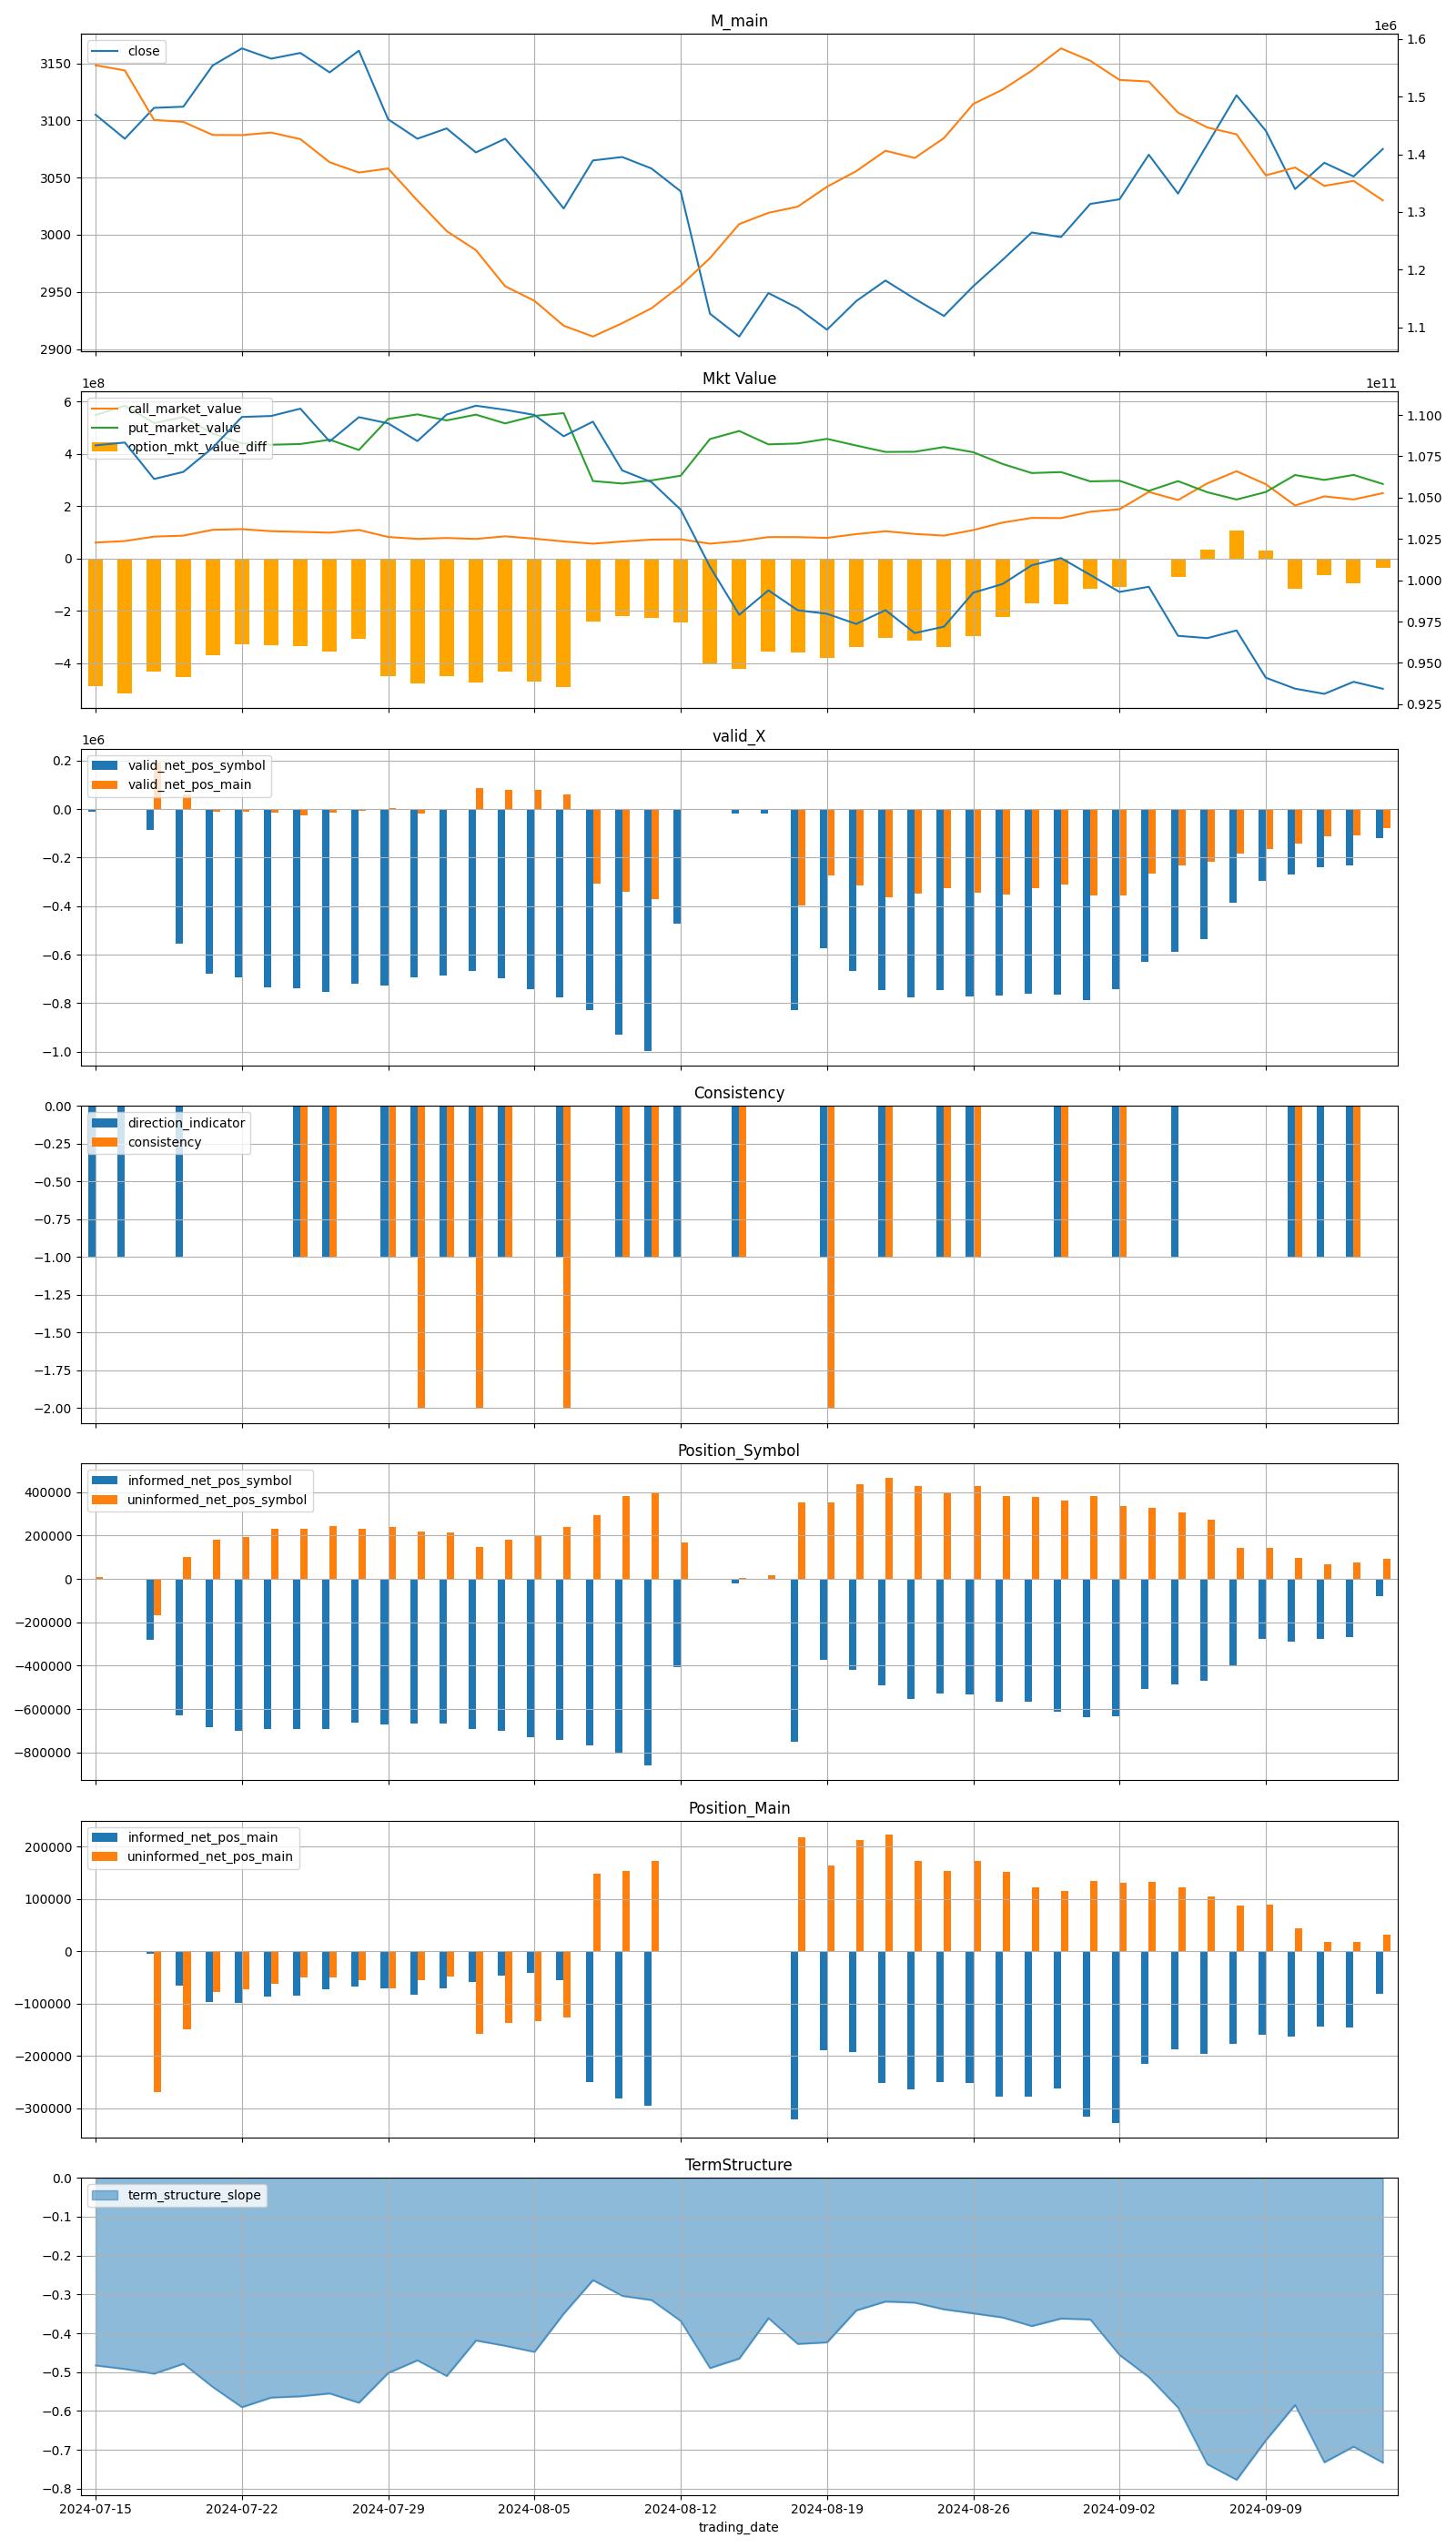 M_main
1e6
close
3150
3100
3050
3000
2950
2900
1.6
1.5
1.4
1.3
1.2
1.1
Mkt Value
1e8
1e11
call_market_value
put_market_value
option_mkt_value_diff
6
4
2
0
−2
−4
1.100
1.075
1.050
1.025
1.000
0.975
0.950
0.925
valid_X
1e6
valid_net_pos_symbol
valid_net_pos_main
0.2
0.0
−0.2
−0.4
−0.6
−0.8
−1.0
Consistency
direction_indicator
consistency
0.00
−0.25
−0.50
−0.75
−1.00
−1.25
−1.50
−1.75
−2.00
Position_Symbol
informed_net_pos_symbol
uninformed_net_pos_symbol
400000
200000
0
−200000
−400000
−600000
−800000
Position_Main
informed_net_pos_main
uninformed_net_pos_main
200000
100000
0
−100000
−200000
−300000
TermStructure
term_structure_slope
0.0
−0.1
−0.2
−0.3
−0.4
−0.5
−0.6
−0.7
−0.8
2024-07-15
2024-07-22
2024-07-29
2024-08-05
2024-08-12
2024-08-19
2024-08-26
2024-09-02
2024-09-09
trading_date